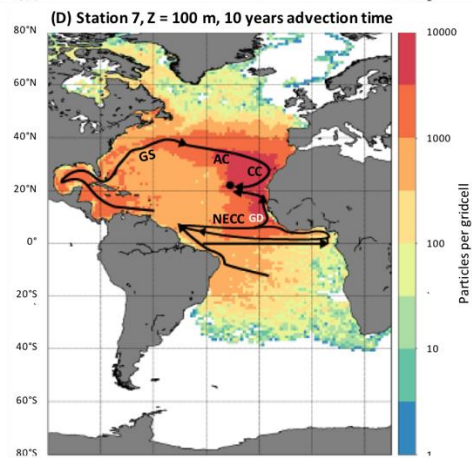 (D) Station 7, Z = 100 m, 10 years advection time
80°N
60°N
40°N
20°N
0°
20°S
40°S
60°S
80°S
GS
AC
CC
NECC
GD
10000
1000
100
10
1
Particles per gridcell